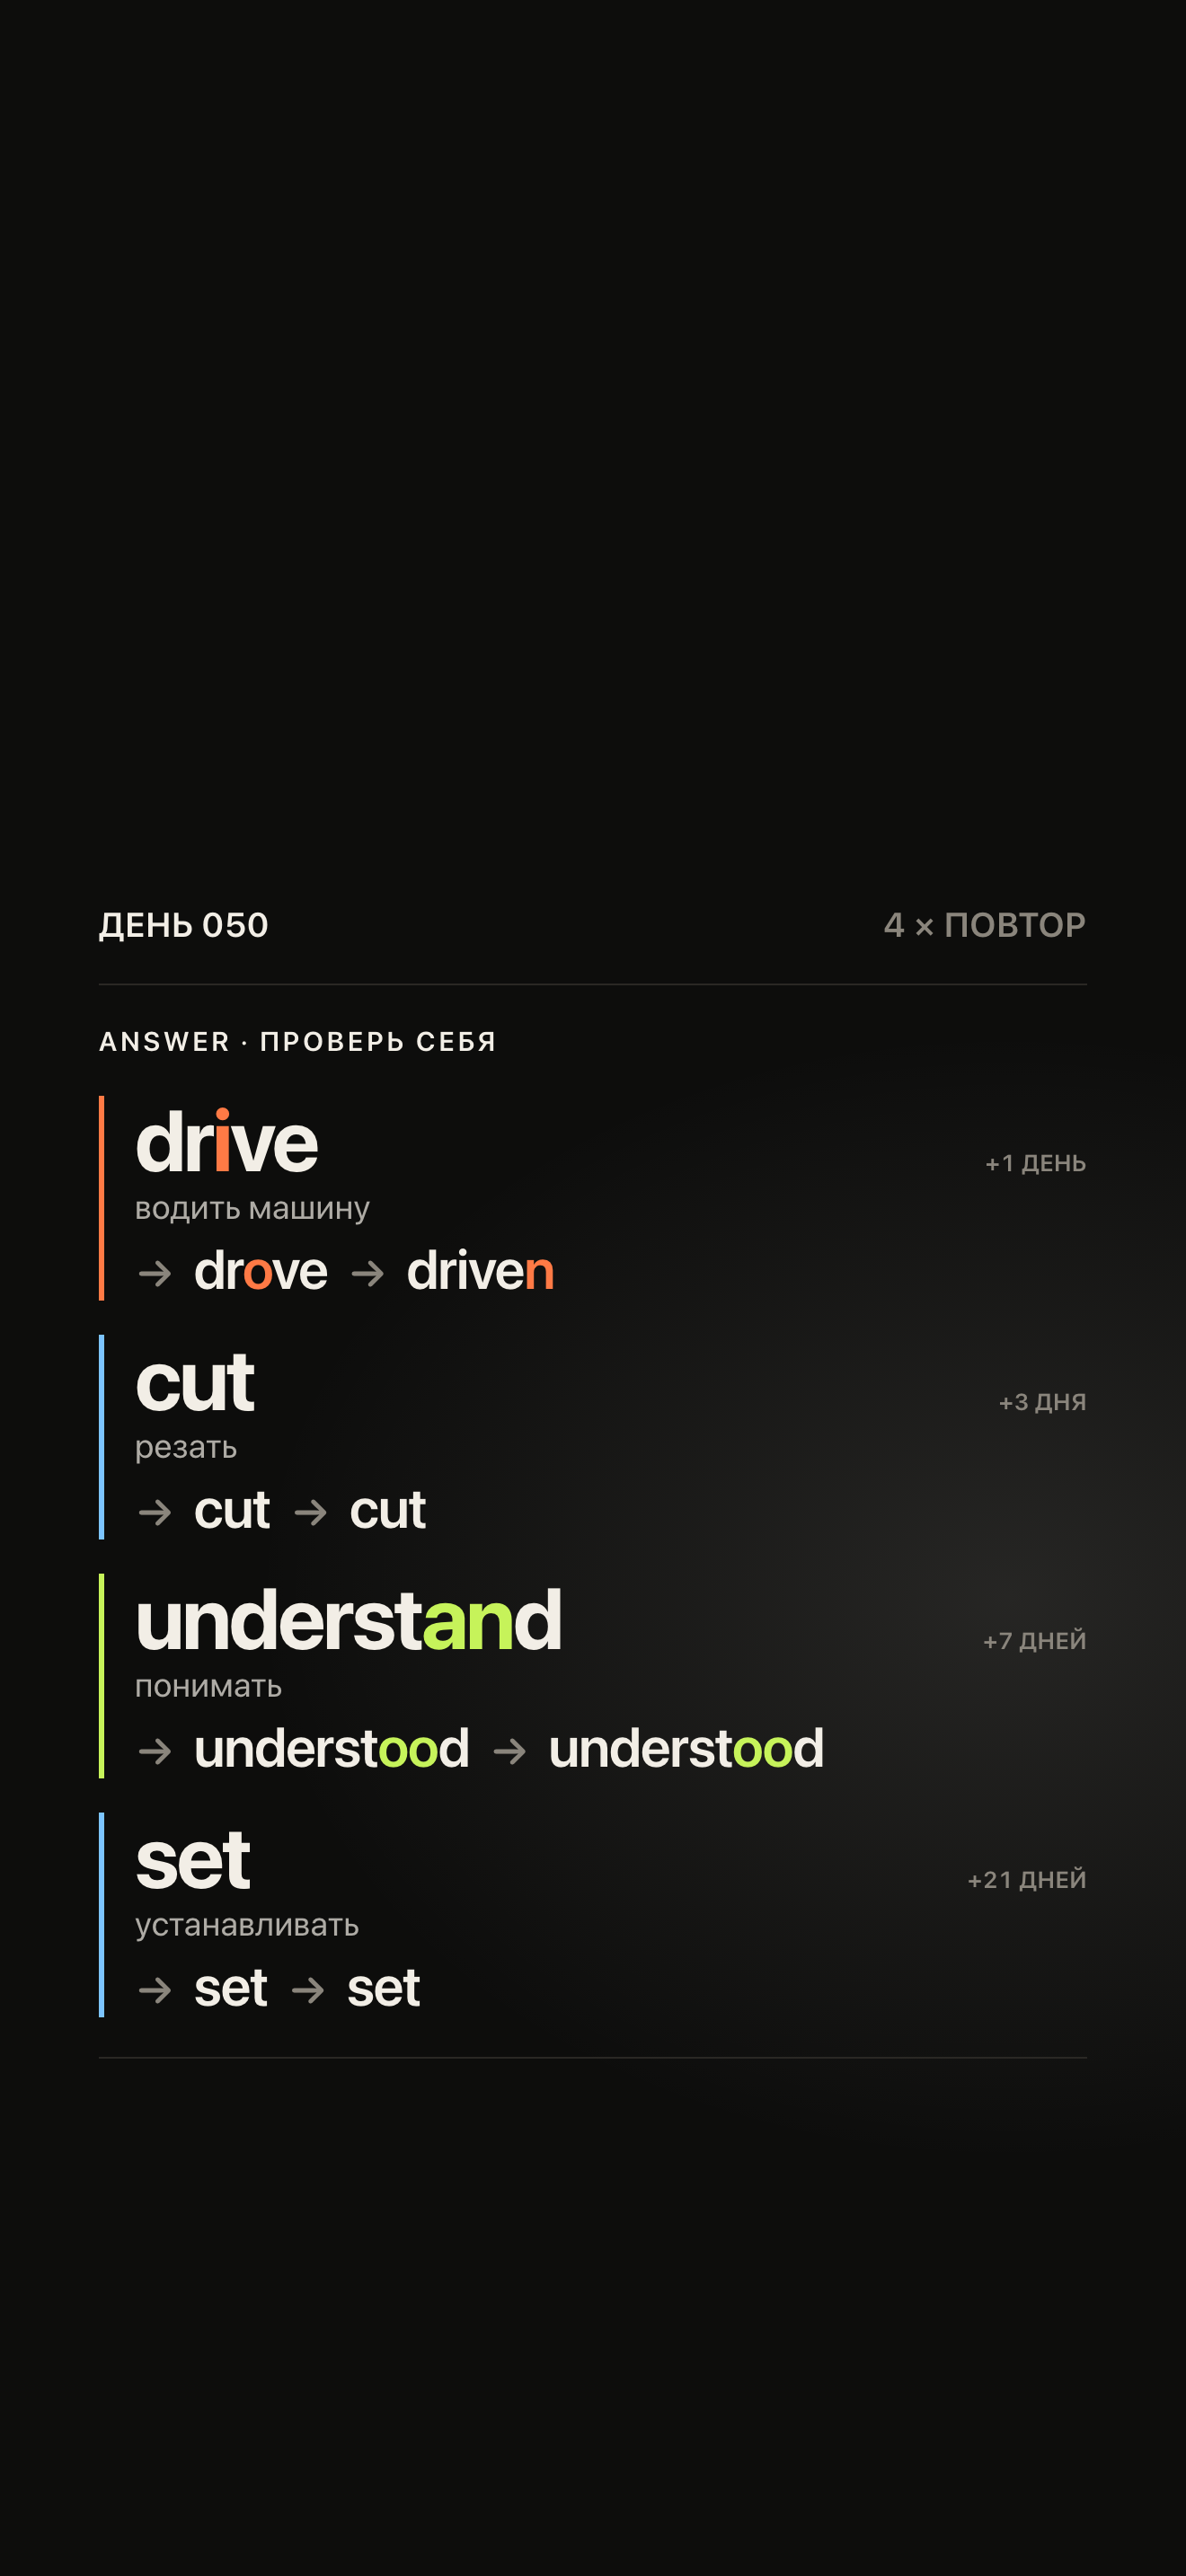 ДЕНЬ 050
4 × ПОВТОР
ANSWER · ПРОВЕРЬ СЕБЯ
drive
+1 ДЕНЬ
водить машину
→ drove → driven
cut
+3 ДНЯ
резать
→ cut → cut
understand
+7 ДНЕЙ
понимать
→ understood → understood
set
+21 ДНЕЙ
устанавливать
→ set → set